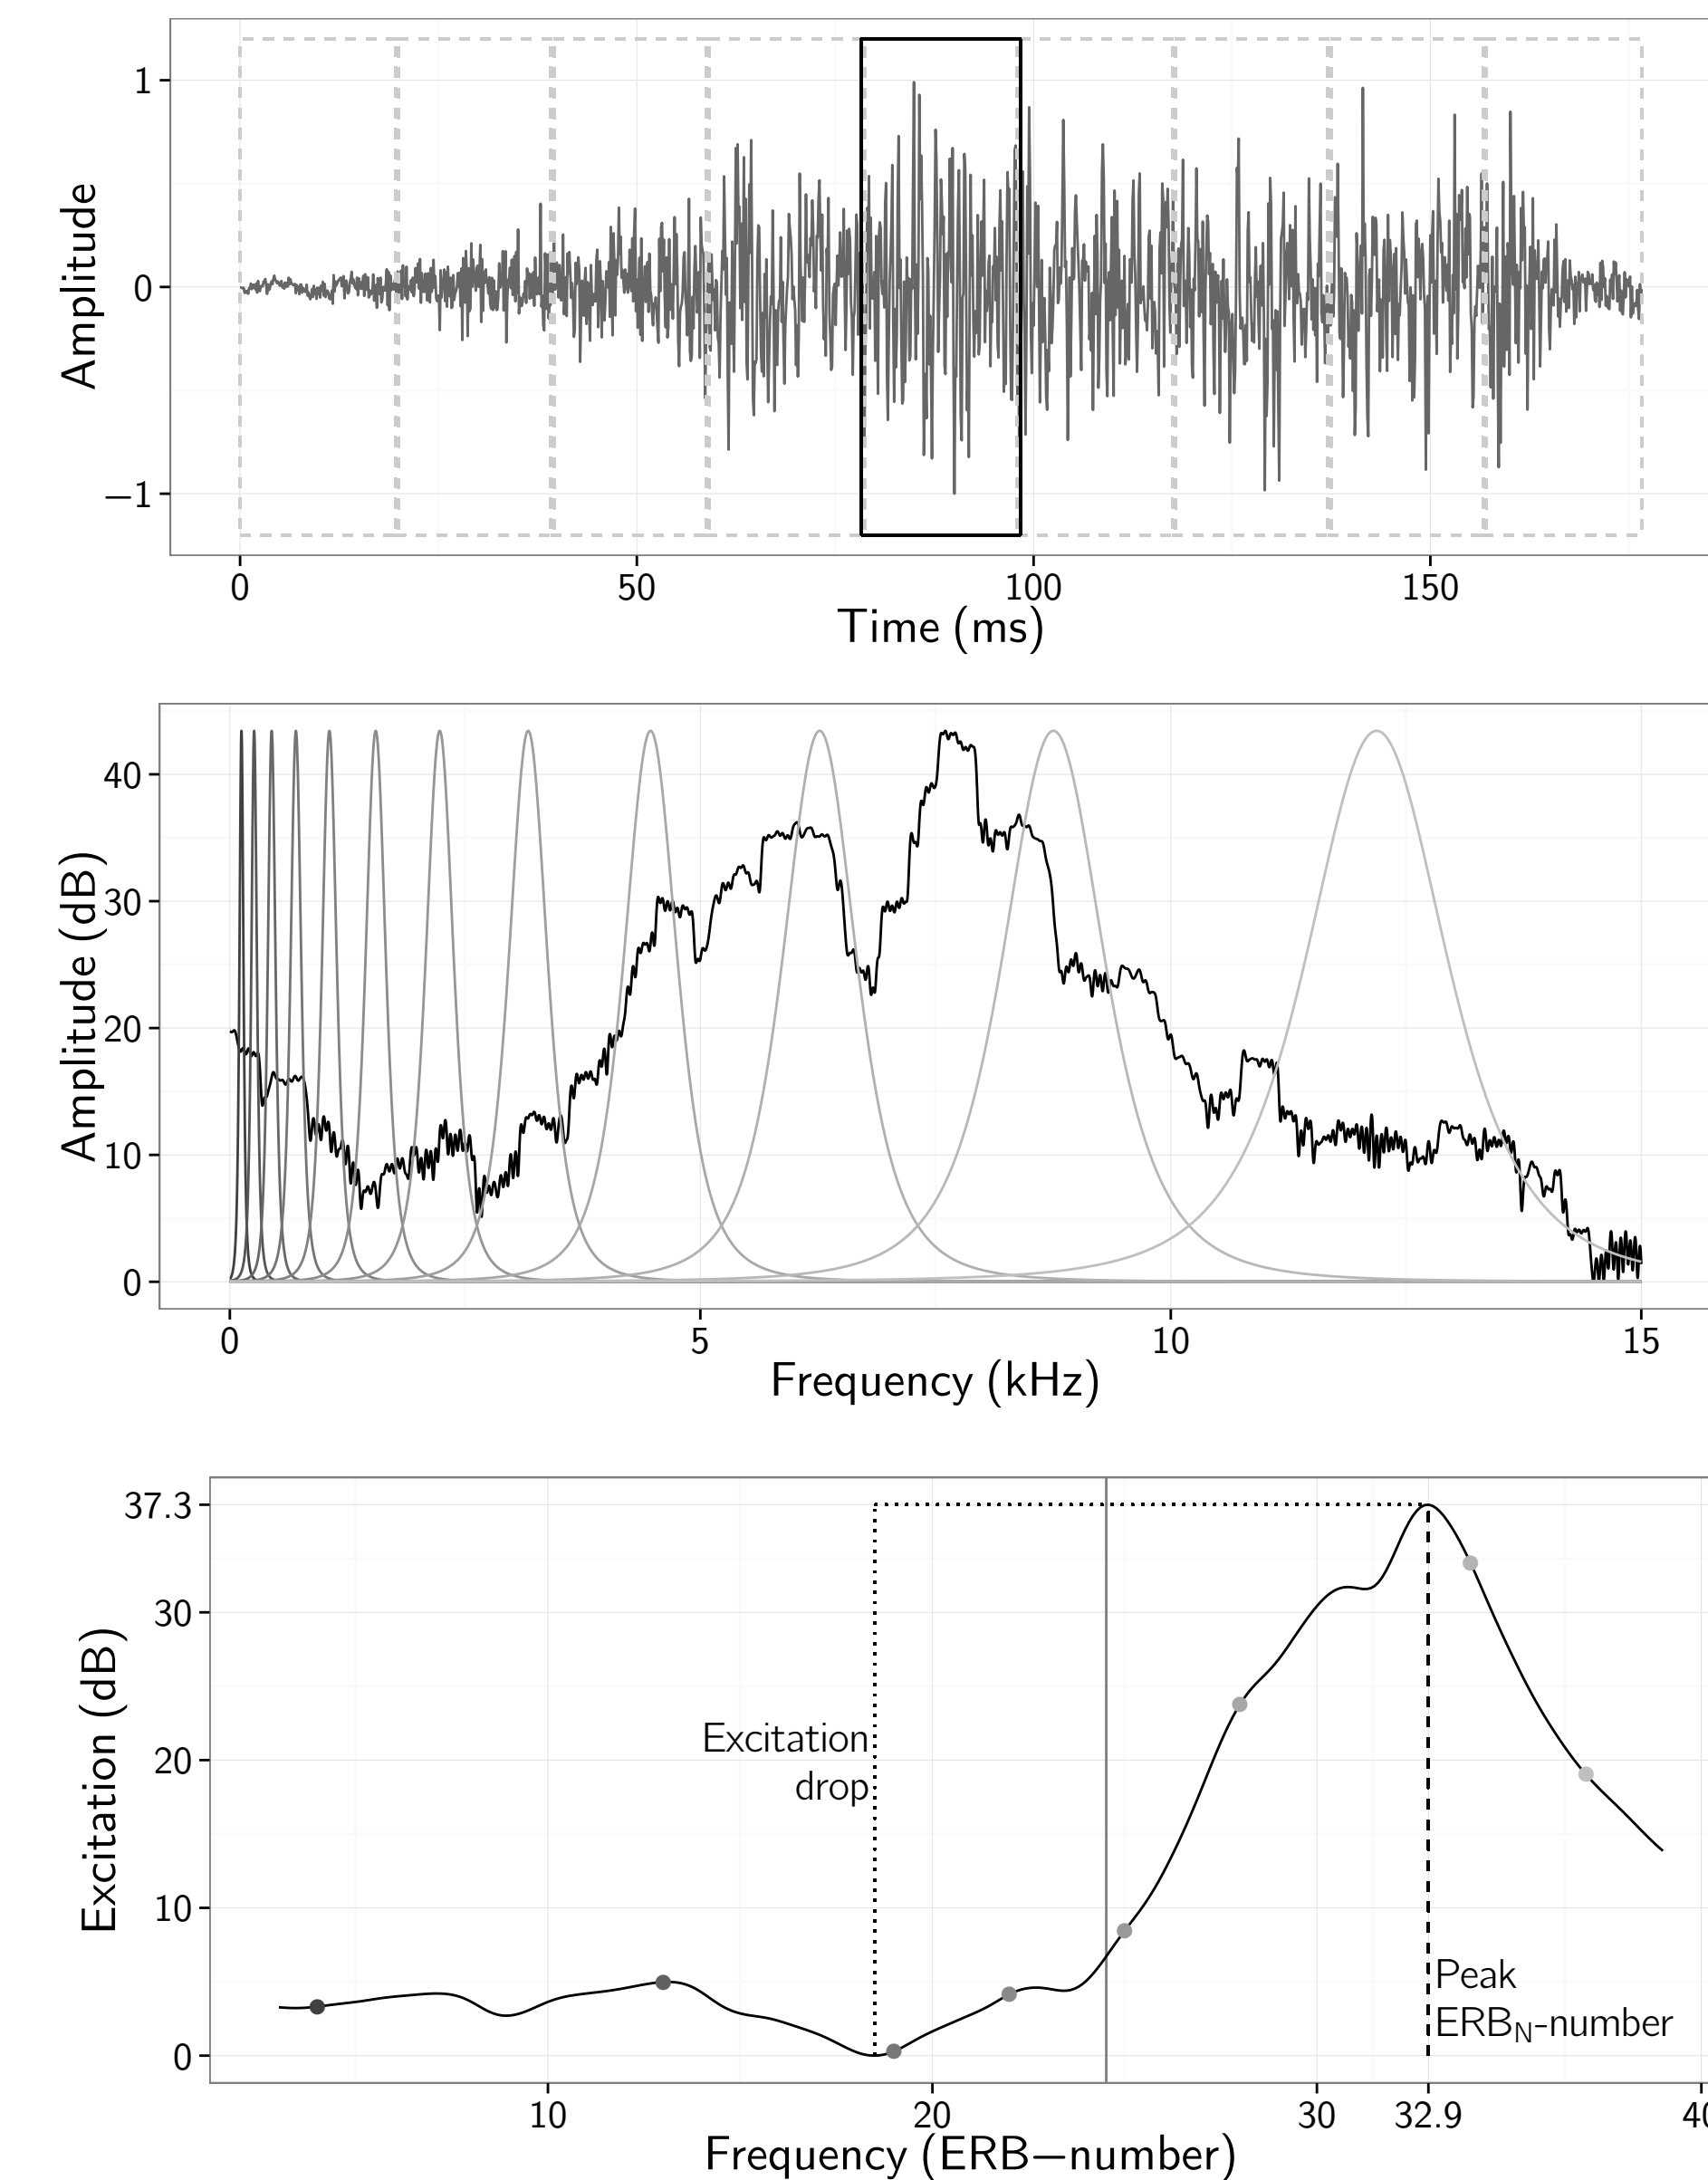 Amplitude
1
0
−1
0 50 100 150
Time (ms)
Amplitude (dB)
40
30
20
10
0
0 5 10 15
Frequency (kHz)
Excitation (dB)
37.3
30
20
10
0
Excitation
drop
Peak
ERB_N-number
10 20 30 32.9 40
Frequency (ERB−number)